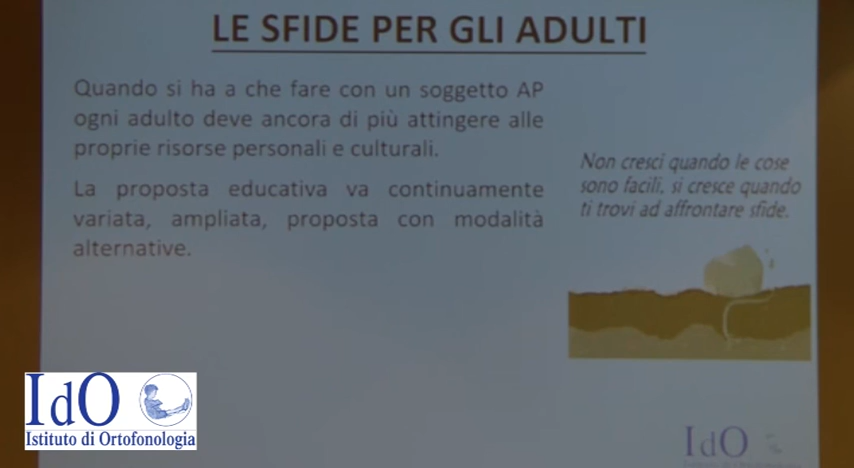 LE SFIDE PER GLI ADULTI
Quando si ha a che fare con un soggetto AP
ogni adulto deve ancora di più attingere alle
proprie risorse personali e culturali.
La proposta educativa va continuamente
variata, ampliata, proposta con modalità
alternative.
Non cresci quando le cose
sono facili, si cresce quando
ti trovi ad affrontare sfide.
IdO
Istituto di Ortofonologia
IdO